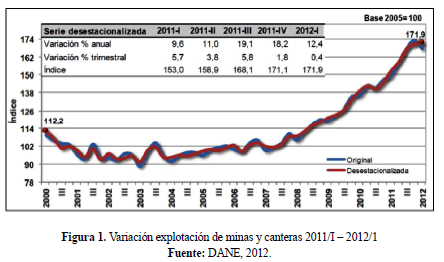 Base 2005=100
Serie desestacionalizada 2011-I 2011-II 2011-III 2011-IV 2012-I
Variación % anual 9,6 11,0 19,1 18,2 12,4
Variación % trimestral 5,7 3,8 5,8 1,8 0,4
Índice 153,0 158,9 168,1 171,1 171,9
171,9
112,2
Índice
174
162
150
138
126
114
102
90
78
Original
Desestacionalizada
2000 III 2001 III 2002 III 2003 III 2004 III 2005 III 2006 III 2007 III 2008 III 2009 III 2010 III 2011 III 2012
Figura 1. Variación explotación de minas y canteras 2011/I – 2012/1
Fuente: DANE, 2012.